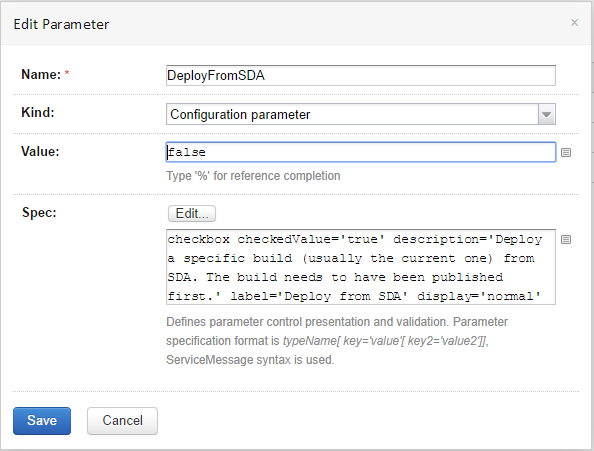 Edit Parameter ×
Name: * DeployFromSDA
Kind: Configuration parameter
Value: false
Type '%' for reference completion
Spec: Edit...
checkbox checkedValue='true' description='Deploy
a specific build (usually the current one) from
SDA. The build needs to have been published
first.' label='Deploy from SDA' display='normal'
Defines parameter control presentation and validation. Parameter
specification format is typeName[ key='value'[ key2='value2']],
ServiceMessage syntax is used.
Save Cancel